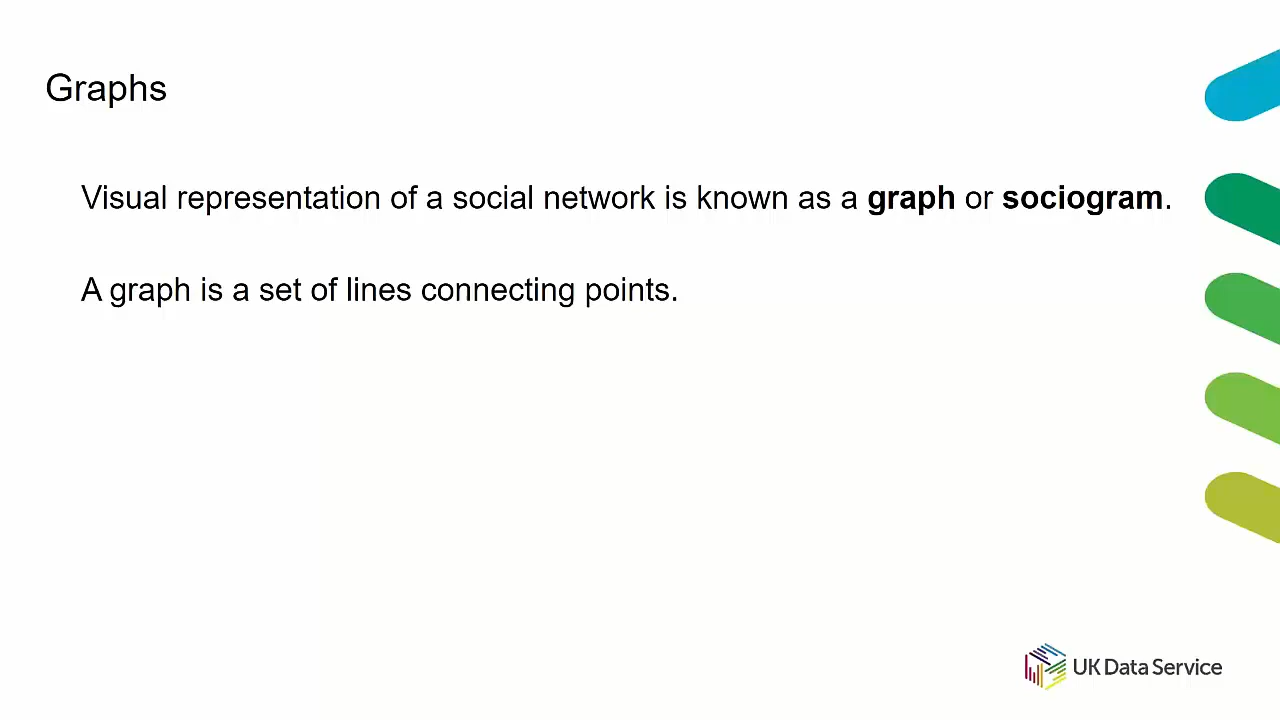 Graphs
Visual representation of a social network is known as a graph or sociogram.
A graph is a set of lines connecting points.
UK Data Service